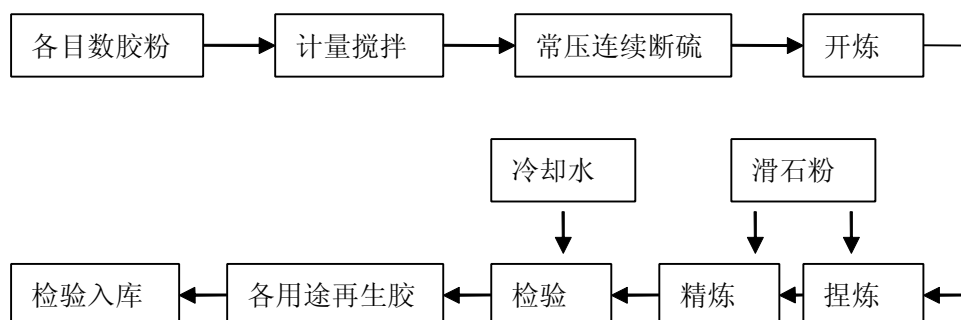 各目数胶粉
计量搅拌
常压连续断硫
开炼
冷却水
滑石粉
检验入库
各用途再生胶
检验
精炼
捏炼